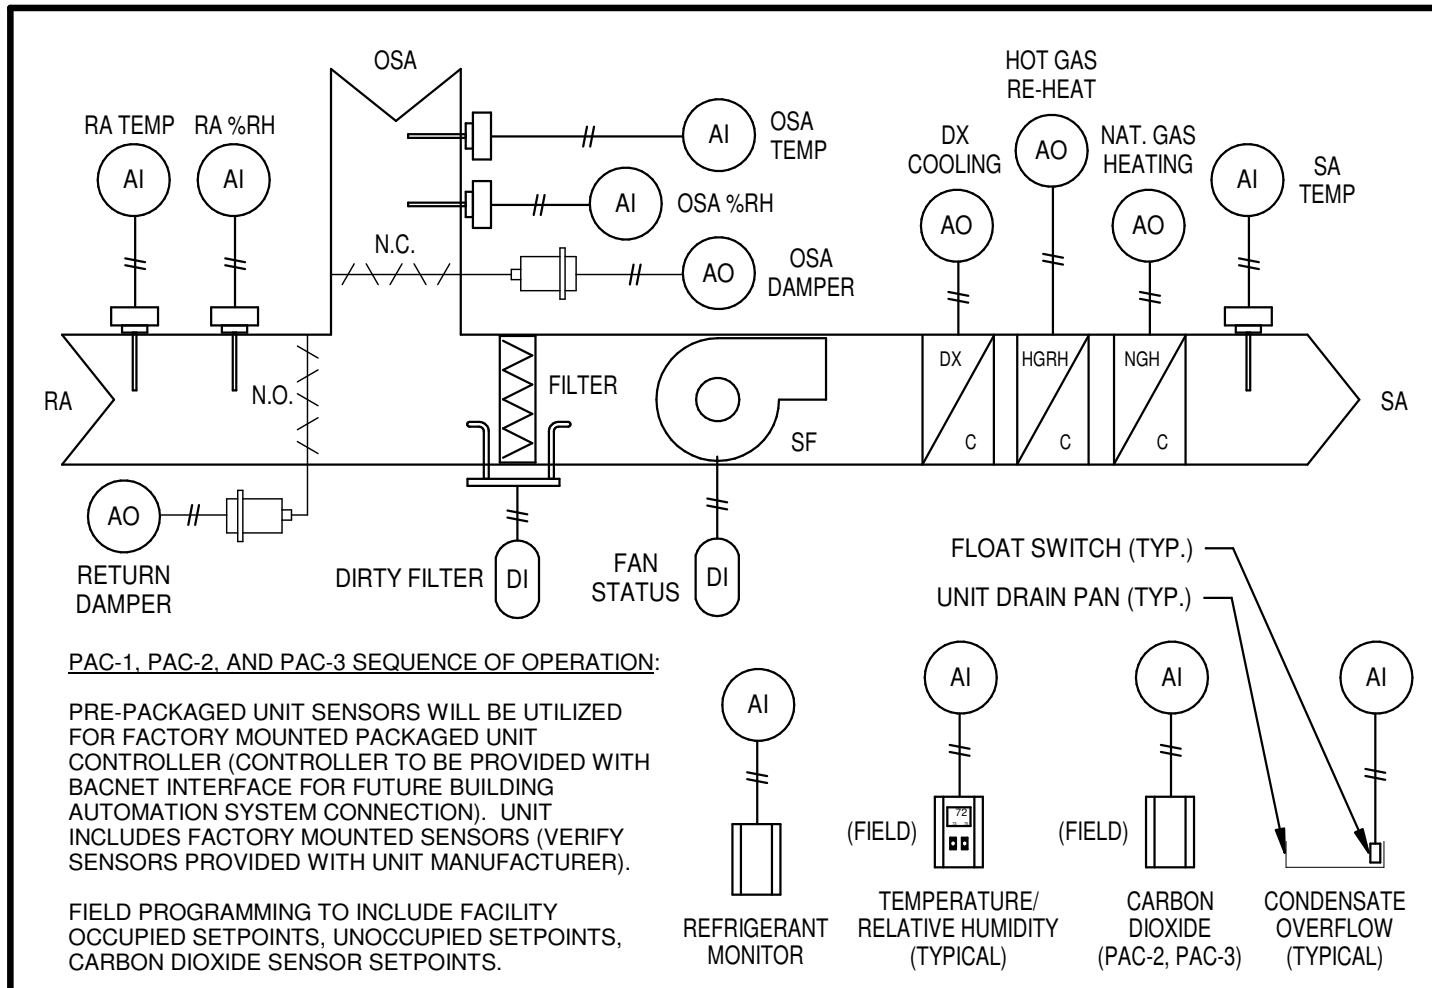 OSA
HOT GAS
RE-HEAT
RA TEMP
RA %RH
AI
OSA
TEMP
DX
COOLING
AO
NAT. GAS
HEATING
AI
AI
AI
SA
TEMP
AI
OSA %RH
AO
AO
N.C.
AO
OSA
DAMPER
RA
N.O.
FILTER
SF
DX
C
HGRH
C
NGH
C
SA
AO
RETURN
DAMPER
DIRTY FILTER
DI
FAN
STATUS
DI
FLOAT SWITCH (TYP.)
UNIT DRAIN PAN (TYP.)
PAC-1, PAC-2, AND PAC-3 SEQUENCE OF OPERATION:
PRE-PACKAGED UNIT SENSORS WILL BE UTILIZED
FOR FACTORY MOUNTED PACKAGED UNIT
CONTROLLER (CONTROLLER TO BE PROVIDED WITH
BACNET INTERFACE FOR FUTURE BUILDING
AUTOMATION SYSTEM CONNECTION).  UNIT
INCLUDES FACTORY MOUNTED SENSORS (VERIFY
SENSORS PROVIDED WITH UNIT MANUFACTURER).
FIELD PROGRAMMING TO INCLUDE FACILITY
OCCUPIED SETPOINTS, UNOCCUPIED SETPOINTS,
CARBON DIOXIDE SENSOR SETPOINTS.
AI
REFRIGERANT
MONITOR
AI
(FIELD)
72
TEMPERATURE/
RELATIVE HUMIDITY
(TYPICAL)
AI
(FIELD)
CARBON
DIOXIDE
(PAC-2, PAC-3)
AI
CONDENSATE
OVERFLOW
(TYPICAL)